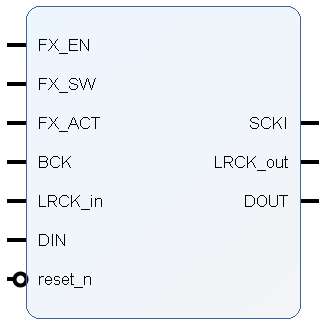 FX_EN
FX_SW
FX_ACT
SCKI
BCK
LRCK_out
LRCK_in
DOUT
DIN
reset_n